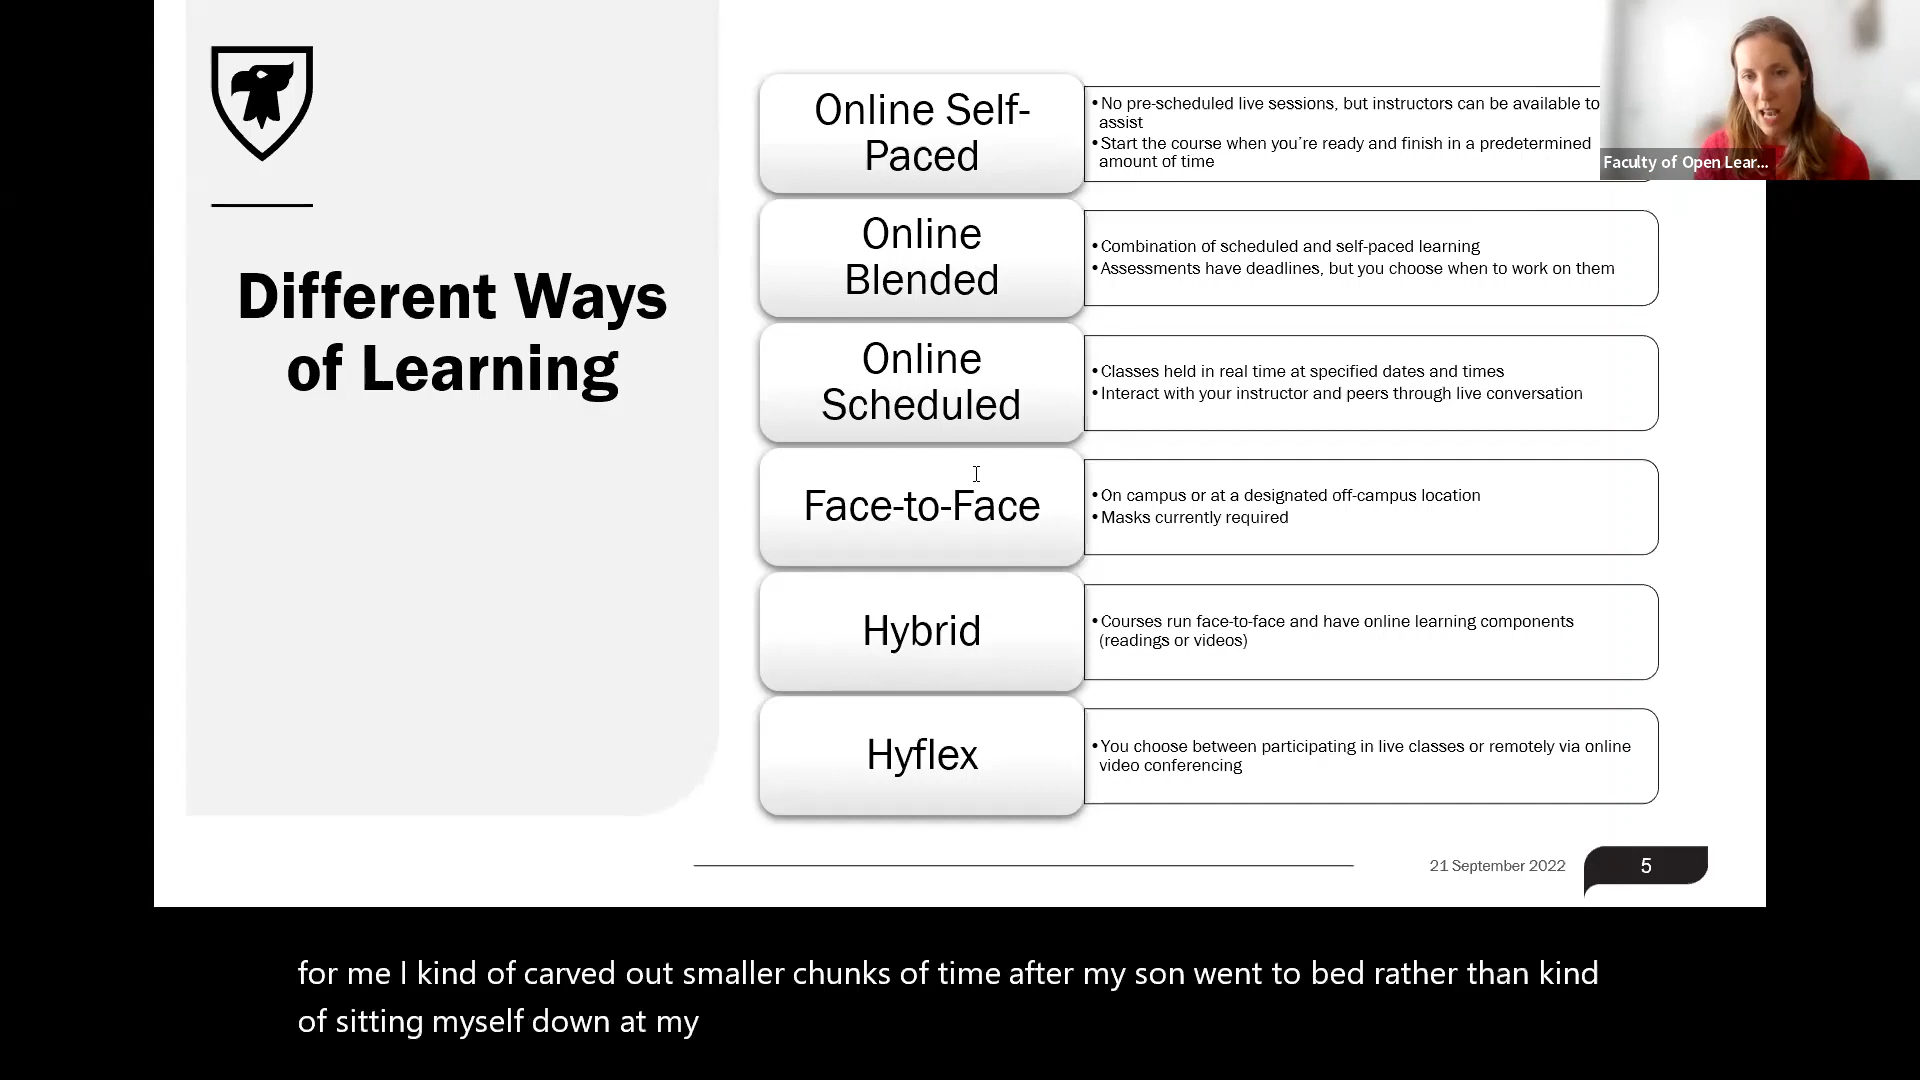 Different Ways
of Learning
Online Self-
Paced
•No pre-scheduled live sessions, but instructors can be available to
assist
•Start the course when you’re ready and finish in a predetermined
amount of time
Online
Blended
•Combination of scheduled and self-paced learning
•Assessments have deadlines, but you choose when to work on them
Online
Scheduled
•Classes held in real time at specified dates and times
•Interact with your instructor and peers through live conversation
Face-to-Face
•On campus or at a designated off-campus location
•Masks currently required
Hybrid
•Courses run face-to-face and have online learning components
(readings or videos)
Hyflex
•You choose between participating in live classes or remotely via online
video conferencing
Faculty of Open Lear...
21 September 2022
5
for me I kind of carved out smaller chunks of time after my son went to bed rather than kind
of sitting myself down at my